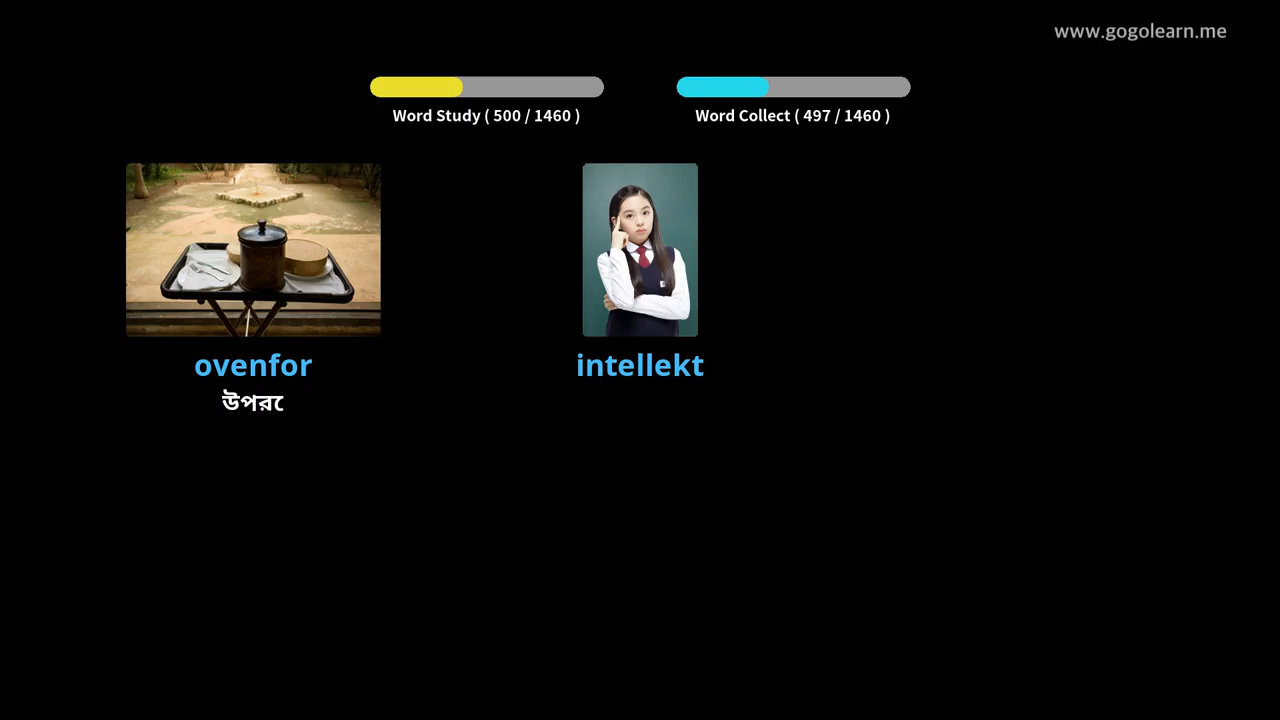 www.gogolearn.me
Word Study ( 500 / 1460 )
Word Collect ( 497 / 1460 )
ovenfor
intellekt
উপরে